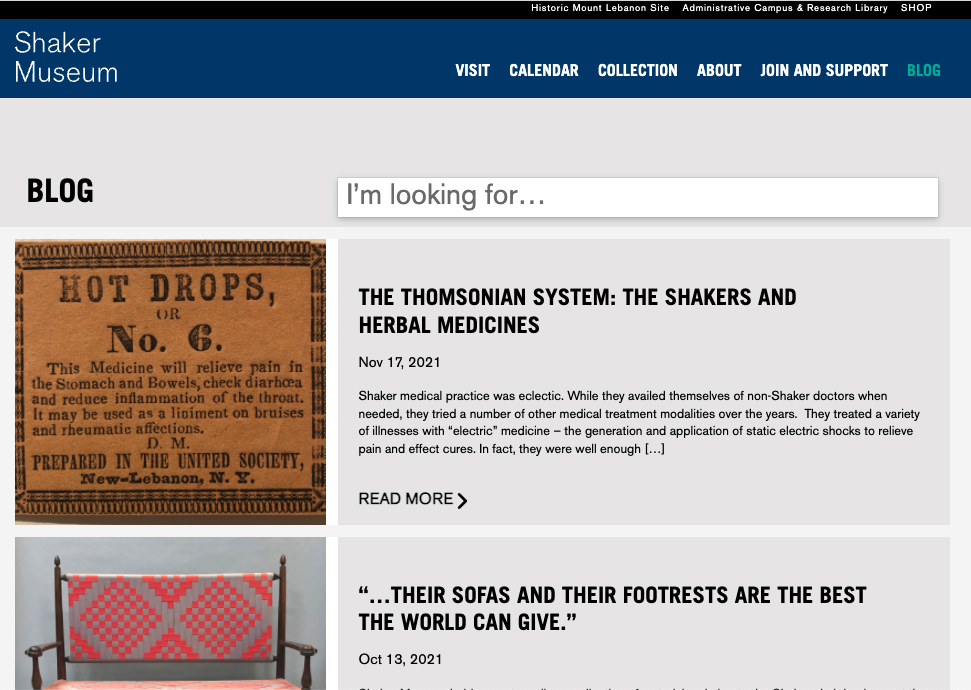 Historic Mount Lebanon Site Administrative Campus & Research Library SHOP
Shaker
Museum
VISIT CALENDAR COLLECTION ABOUT JOIN AND SUPPORT BLOG
BLOG
I'm looking for...
HOT DROPS,
OR
No. 6.
This Medicine will relieve pain in
the Stomach and Bowels, check diarhœa
and reduce inflammation of the throat.
It may be used as a liniment on bruises
and rheumatic affections.
D. M.
PREPARED IN THE UNITED SOCIETY,
New-Lebanon, N. Y.
THE THOMSONIAN SYSTEM: THE SHAKERS AND
HERBAL MEDICINES
Nov 17, 2021
Shaker medical practice was eclectic. While they availed themselves of non-Shaker doctors when
needed, they tried a number of other medical treatment modalities over the years. They treated a variety
of illnesses with “electric” medicine – the generation and application of static electric shocks to relieve
pain and effect cures. In fact, they were well enough […]
READ MORE
“…THEIR SOFAS AND THEIR FOOTRESTS ARE THE BEST
THE WORLD CAN GIVE.”
Oct 13, 2021